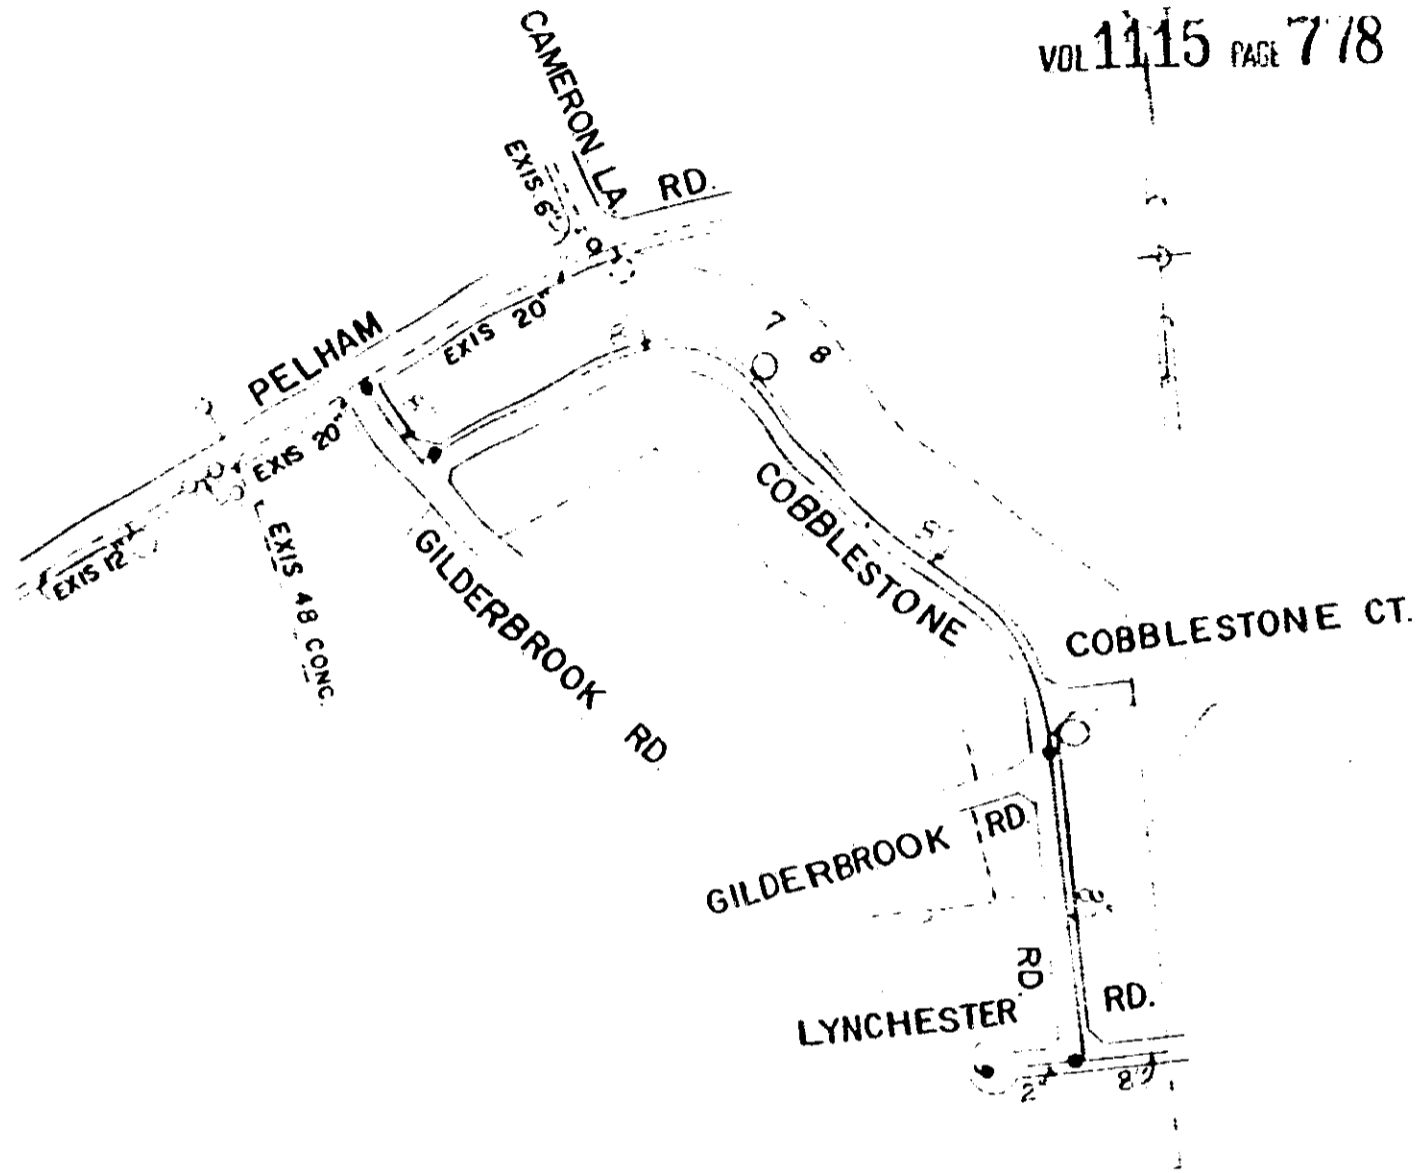 VOL 1115 PAGE 778
CAMERON LA.
EXIS 6"
RD.
PELHAM
EXIS 20"
EXIS 20"
7 8
EXIS 12"
EXIS 48 CONC.
GILDERBROOK RD
COBBLESTONE
COBBLESTONE CT.
GILDERBROOK RD.
8"
RD.
LYNCHESTER RD.
2"
8"